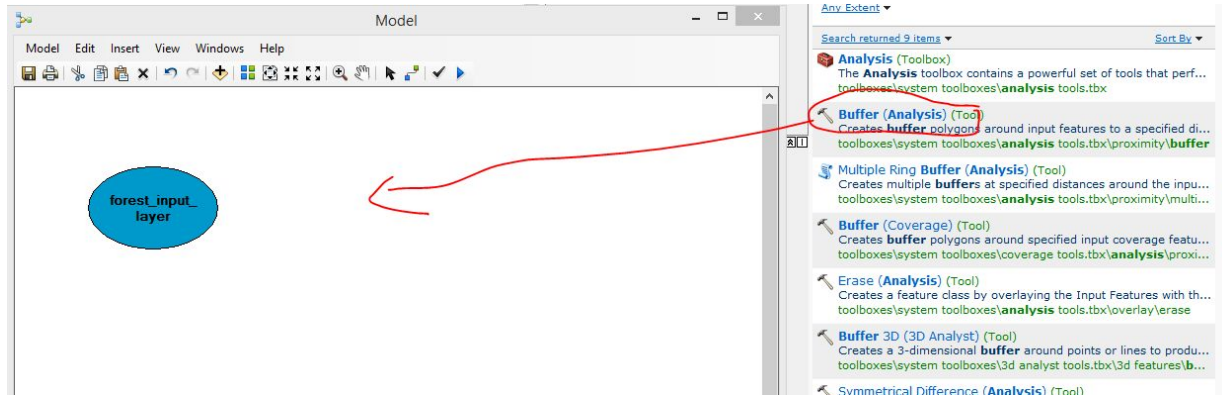 Model
Model Edit Insert View Windows Help
forest_input_
layer
Any Extent
Search returned 9 items Sort By
Analysis (Toolbox)
The Analysis toolbox contains a powerful set of tools that perf...
toolboxes\system toolboxes\analysis tools.tbx
Buffer (Analysis) (Tool)
Creates buffer polygons around input features to a specified di...
toolboxes\system toolboxes\analysis tools.tbx\proximity\buffer
Multiple Ring Buffer (Analysis) (Tool)
Creates multiple buffers at specified distances around the inpu...
toolboxes\system toolboxes\analysis tools.tbx\proximity\multi...
Buffer (Coverage) (Tool)
Creates buffer polygons around specified input coverage featu...
toolboxes\system toolboxes\coverage tools.tbx\analysis\proxi...
Erase (Analysis) (Tool)
Creates a feature class by overlaying the Input Features with th...
toolboxes\system toolboxes\analysis tools.tbx\overlay\erase
Buffer 3D (3D Analyst) (Tool)
Creates a 3-dimensional buffer around points or lines to produ...
toolboxes\system toolboxes\3d analyst tools.tbx\3d features\b...
Symmetrical Difference (Analysis) (Tool)